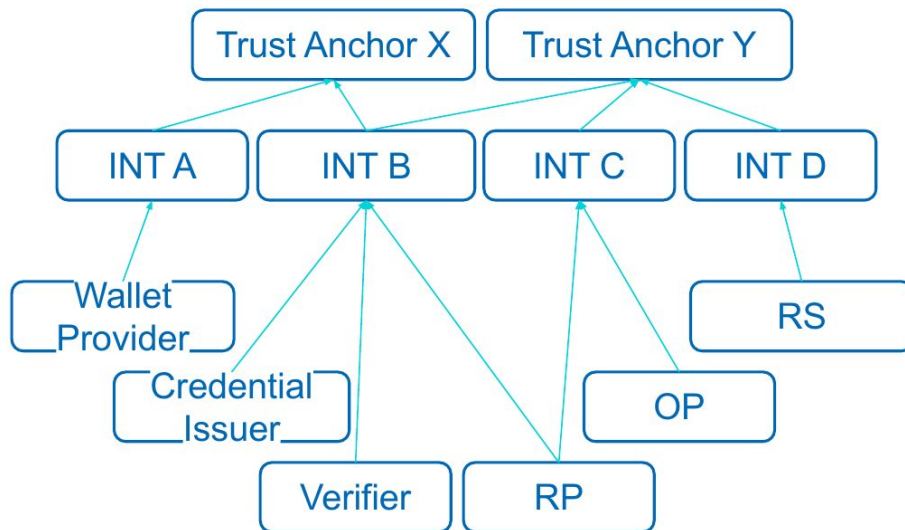 Trust Anchor X
Trust Anchor Y
INT A
INT B
INT C
INT D
Wallet
Provider
RS
Credential
Issuer
OP
Verifier
RP